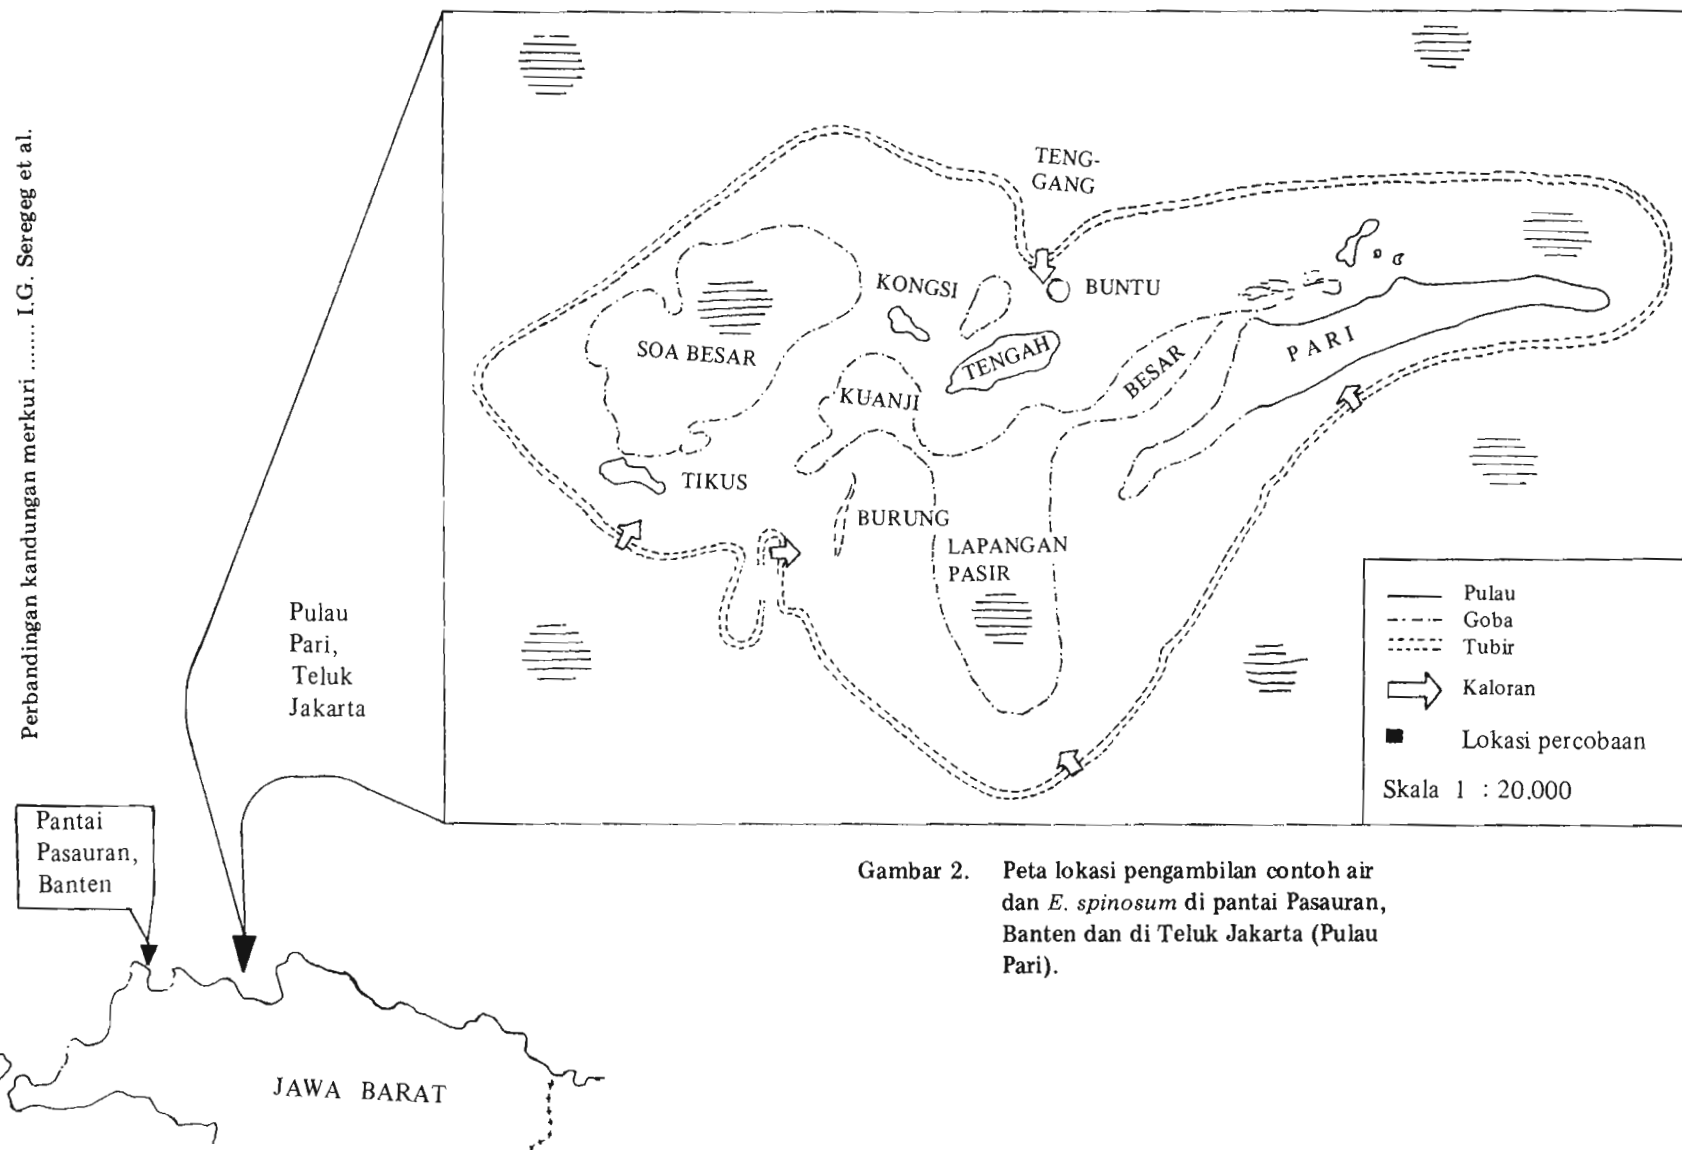 Perbandingan kandungan merkuri ....... I.G. Seregeg et al.
TENG-
GANG
KONGSI
BUNTU
SOA BESAR
TENGAH
BESAR
PARI
KUANJI
TIKUS
BURUNG
LAPANGAN
PASIR
Pulau
Goba
Tubir
Kaloran
Lokasi percobaan
Skala 1 : 20.000
Pulau
Pari,
Teluk
Jakarta
Pantai
Pasauran,
Banten
JAWA BARAT
Gambar 2. Peta lokasi pengambilan contoh air
dan E. spinosum di pantai Pasauran,
Banten dan di Teluk Jakarta (Pulau
Pari).